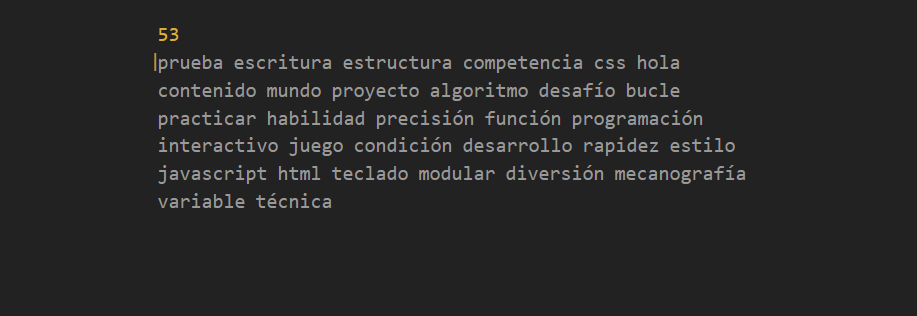 53
prueba escritura estructura competencia css hola
contenido mundo proyecto algoritmo desafío bucle
practicar habilidad precisión función programación
interactivo juego condición desarrollo rapidez estilo
javascript html teclado modular diversión mecanografía
variable técnica